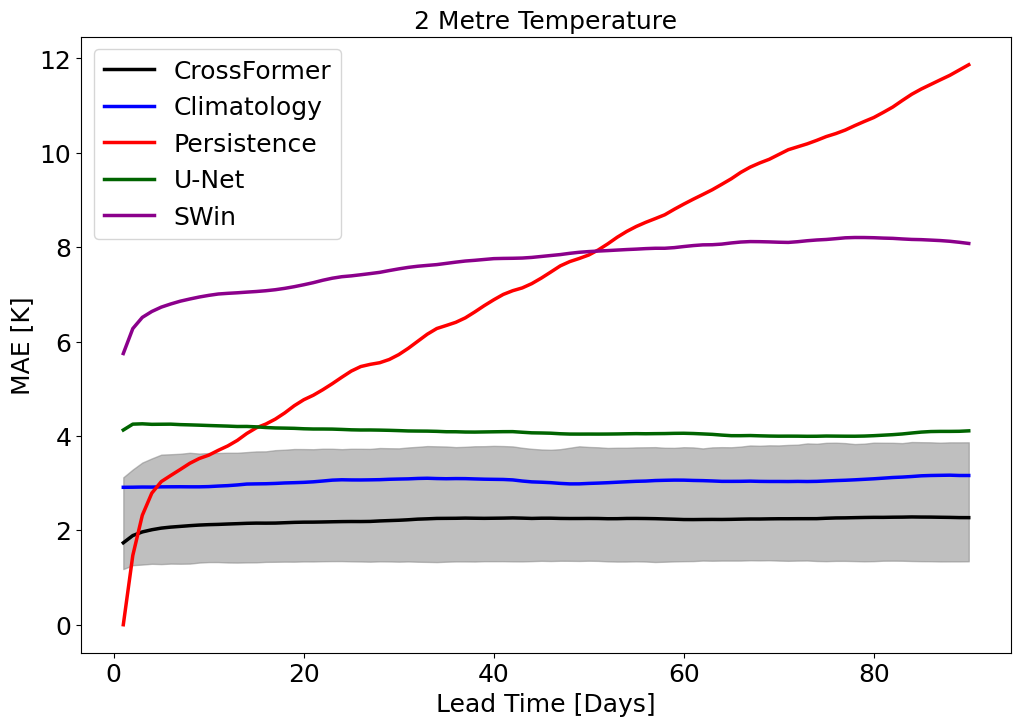 2 Metre Temperature
CrossFormer
Climatology
Persistence
U-Net
SWin
MAE [K]
12
10
8
6
4
2
0
0 20 40 60 80
Lead Time [Days]